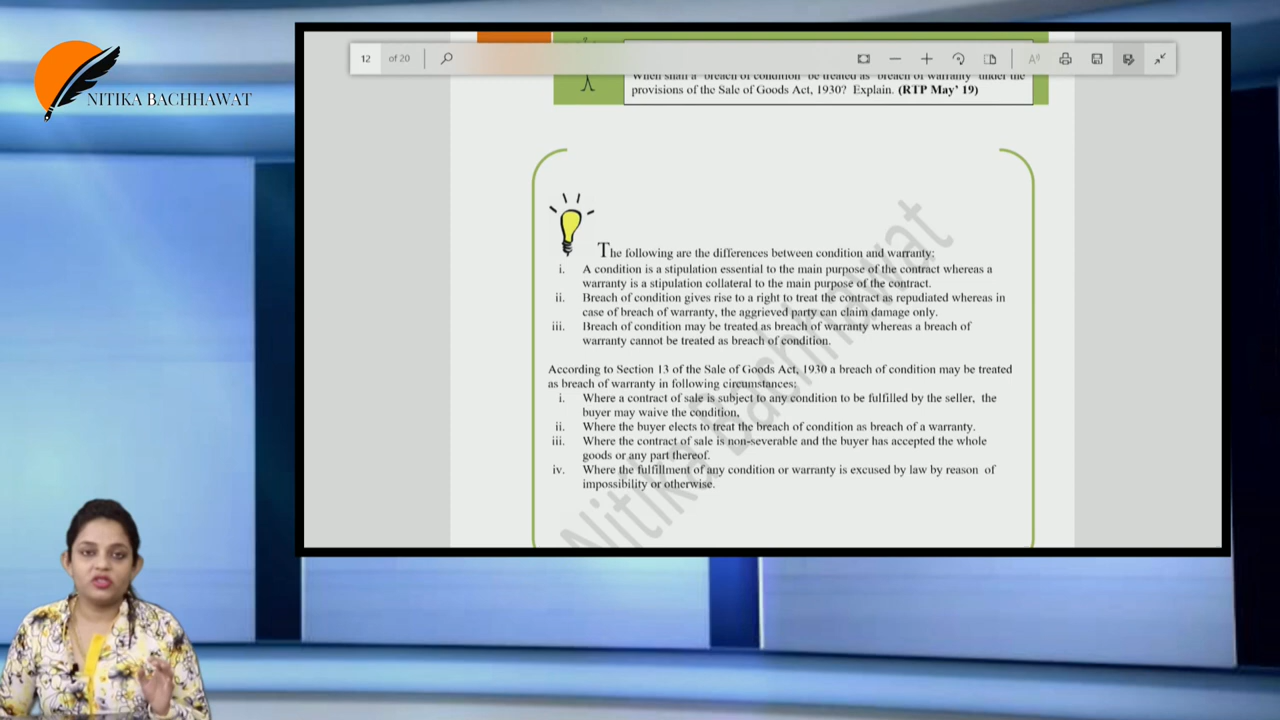 NITIKA BACHHAWAT
12 of 20
When shall a breach of condition be treated as breach of warranty under the
provisions of the Sale of Goods Act, 1930? Explain. (RTP May' 19)
The following are the differences between condition and warranty:
i. A condition is a stipulation essential to the main purpose of the contract whereas a
warranty is a stipulation collateral to the main purpose of the contract.
ii. Breach of condition gives rise to a right to treat the contract as repudiated whereas in
case of breach of warranty, the aggrieved party can claim damage only.
iii. Breach of condition may be treated as breach of warranty whereas a breach of
warranty cannot be treated as breach of condition.
According to Section 13 of the Sale of Goods Act, 1930 a breach of condition may be treated
as breach of warranty in following circumstances:
i. Where a contract of sale is subject to any condition to be fulfilled by the seller, the
buyer may waive the condition,
ii. Where the buyer elects to treat the breach of condition as breach of a warranty.
iii. Where the contract of sale is non-severable and the buyer has accepted the whole
goods or any part thereof.
iv. Where the fulfillment of any condition or warranty is excused by law by reason of
impossibility or otherwise.
Nitika Bachhawat